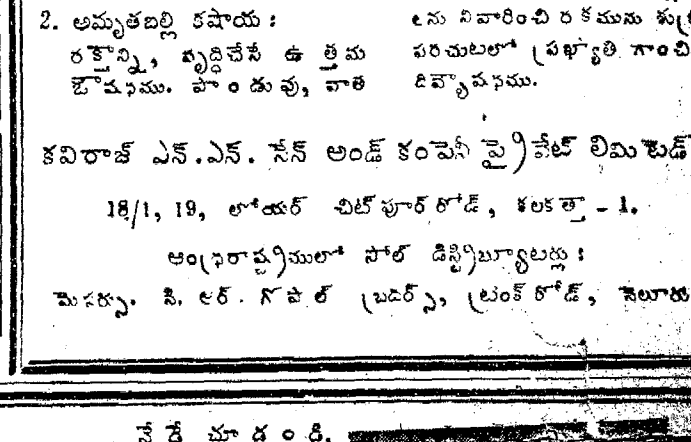 2. అమృతబల్లి కషాయ :
రక్తాన్ని, వృద్ధిచేసే ఉత్తమ
ఔషధము. పాండువు, వాత
లను నివారించి రక్తమును
పరచుటలో ప్రఖ్యాతి గాంచి
దివ్యౌషధము.
కవిరాజ్ ఎన్.ఎన్. సేన్ అండ్ కంపెనీ ప్రైవేట్ లిమిటెడ్
18/1, 19, లోయర్ చిట్‌పూర్ రోడ్, కలకత్తా - 1.
ఆంధ్రరాష్ట్రములో సోల్ డిస్ట్రిబ్యూటర్లు :
మెసర్సు. సి. ఆర్. గోపాల్ బ్రదర్స్, ట్రంక్ రోడ్, నెలూరు
నేడే చూడండి.